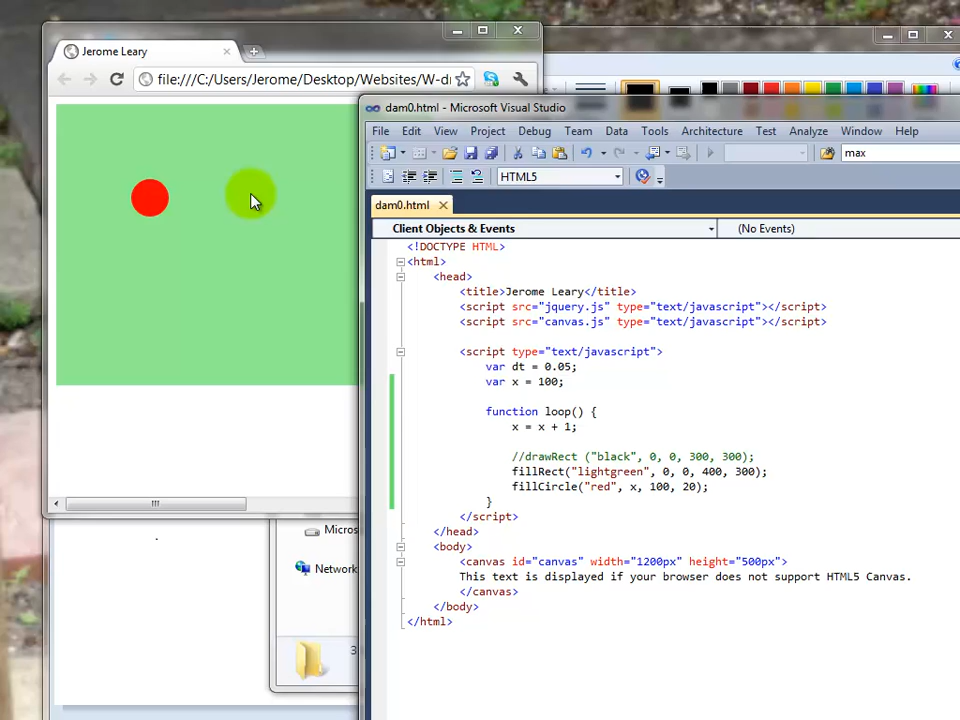 Jerome Leary
file:///C:/Users/Jerome/Desktop/Websites/W-dr
dam0.html - Microsoft Visual Studio
File Edit View Project Debug Team Data Tools Architecture Test Analyze Window Help
max
HTML5
dam0.html
Client Objects & Events (No Events)
<!DOCTYPE HTML>
<html>
<head>
<title>Jerome Leary</title>
<script src="jquery.js" type="text/javascript"></script>
<script src="canvas.js" type="text/javascript"></script>
<script type="text/javascript">
var dt = 0.05;
var x = 100;
function loop() {
x = x + 1;
//drawRect ("black", 0, 0, 300, 300);
fillRect("lightgreen", 0, 0, 400, 300);
fillCircle("red", x, 100, 20);
}
</script>
</head>
<body>
<canvas id="canvas" width="1200px" height="500px">
This text is displayed if your browser does not support HTML5 Canvas.
</canvas>
</body>
</html>
Micros
Network
3